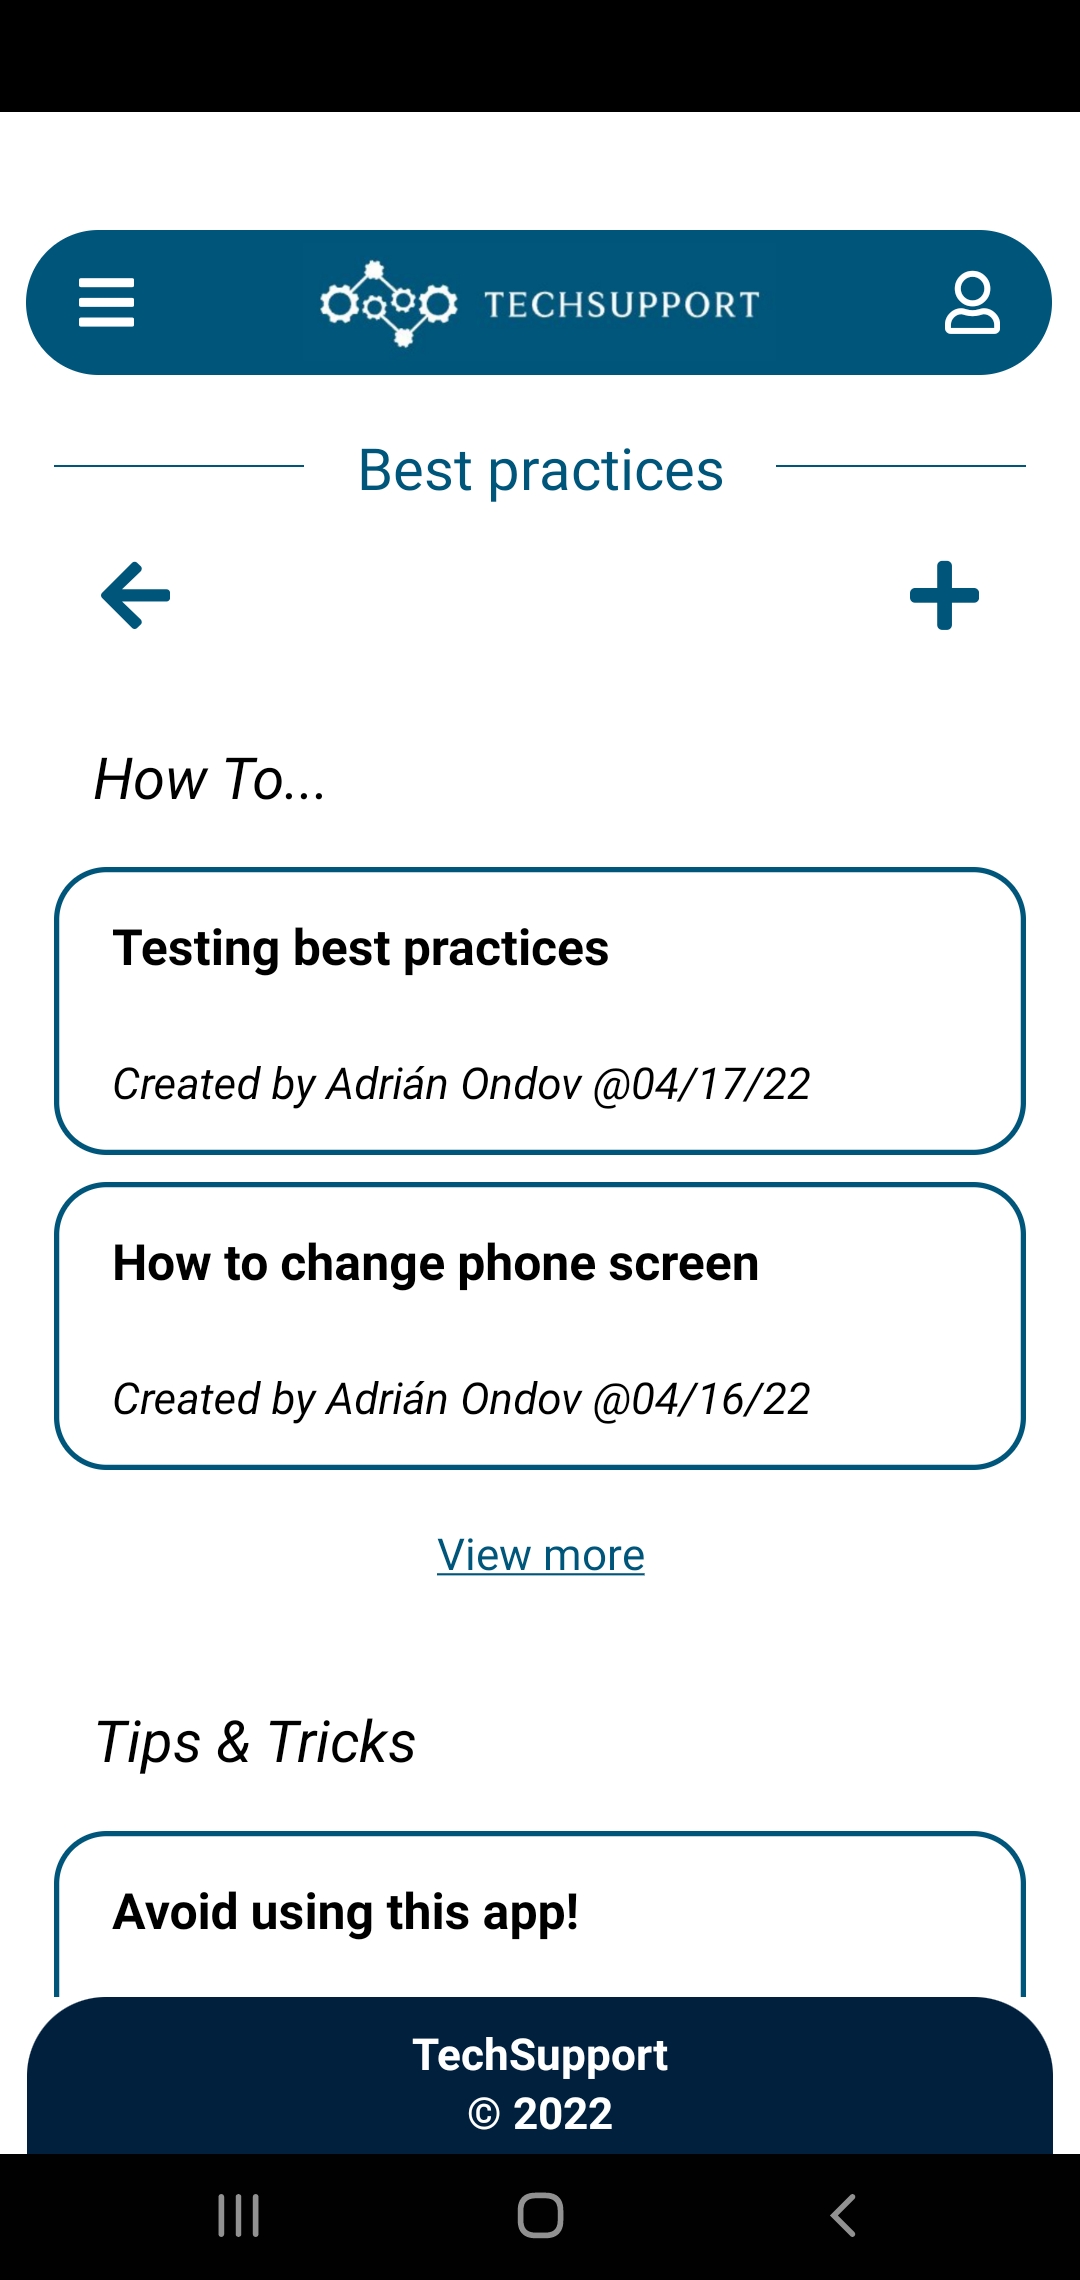 TECHSUPPORT
Best practices
How To...
Testing best practices
Created by Adrián Ondov @04/17/22
How to change phone screen
Created by Adrián Ondov @04/16/22
View more
Tips & Tricks
Avoid using this app!
TechSupport
© 2022